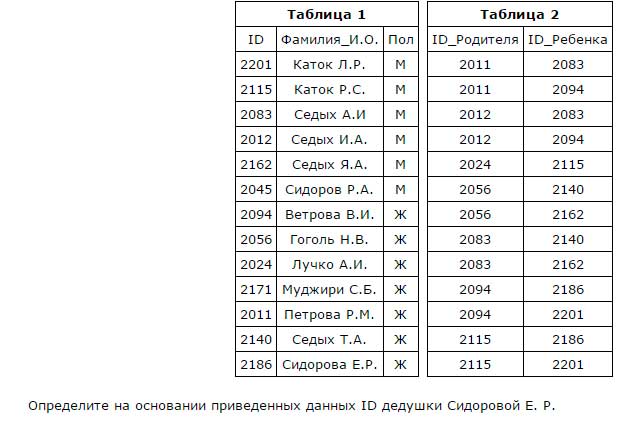 Таблица 1 Таблица 2
ID Фамилия_И.О. Пол ID_Родителя ID_Ребенка
2201 Каток Л.Р. М 2011 2083
2115 Каток Р.С. М 2011 2094
2083 Седых А.И М 2012 2083
2012 Седых И.А. М 2012 2094
2162 Седых Я.А. М 2024 2115
2045 Сидоров Р.А. М 2056 2140
2094 Ветрова В.И. Ж 2056 2162
2056 Гоголь Н.В. Ж 2083 2140
2024 Лучко А.И. Ж 2083 2162
2171 Муджири С.Б. Ж 2094 2186
2011 Петрова Р.М. Ж 2094 2201
2140 Седых Т.А. Ж 2115 2186
2186 Сидорова Е.Р. Ж 2115 2201
Определите на основании приведенных данных ID дедушки Сидоровой Е. Р.